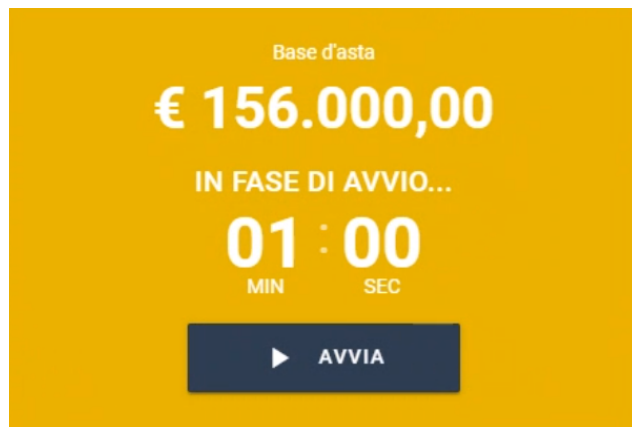 Base d'asta
€ 156.000,00
IN FASE DI AVVIO...
01 : 00
MIN SEC
AVVIA